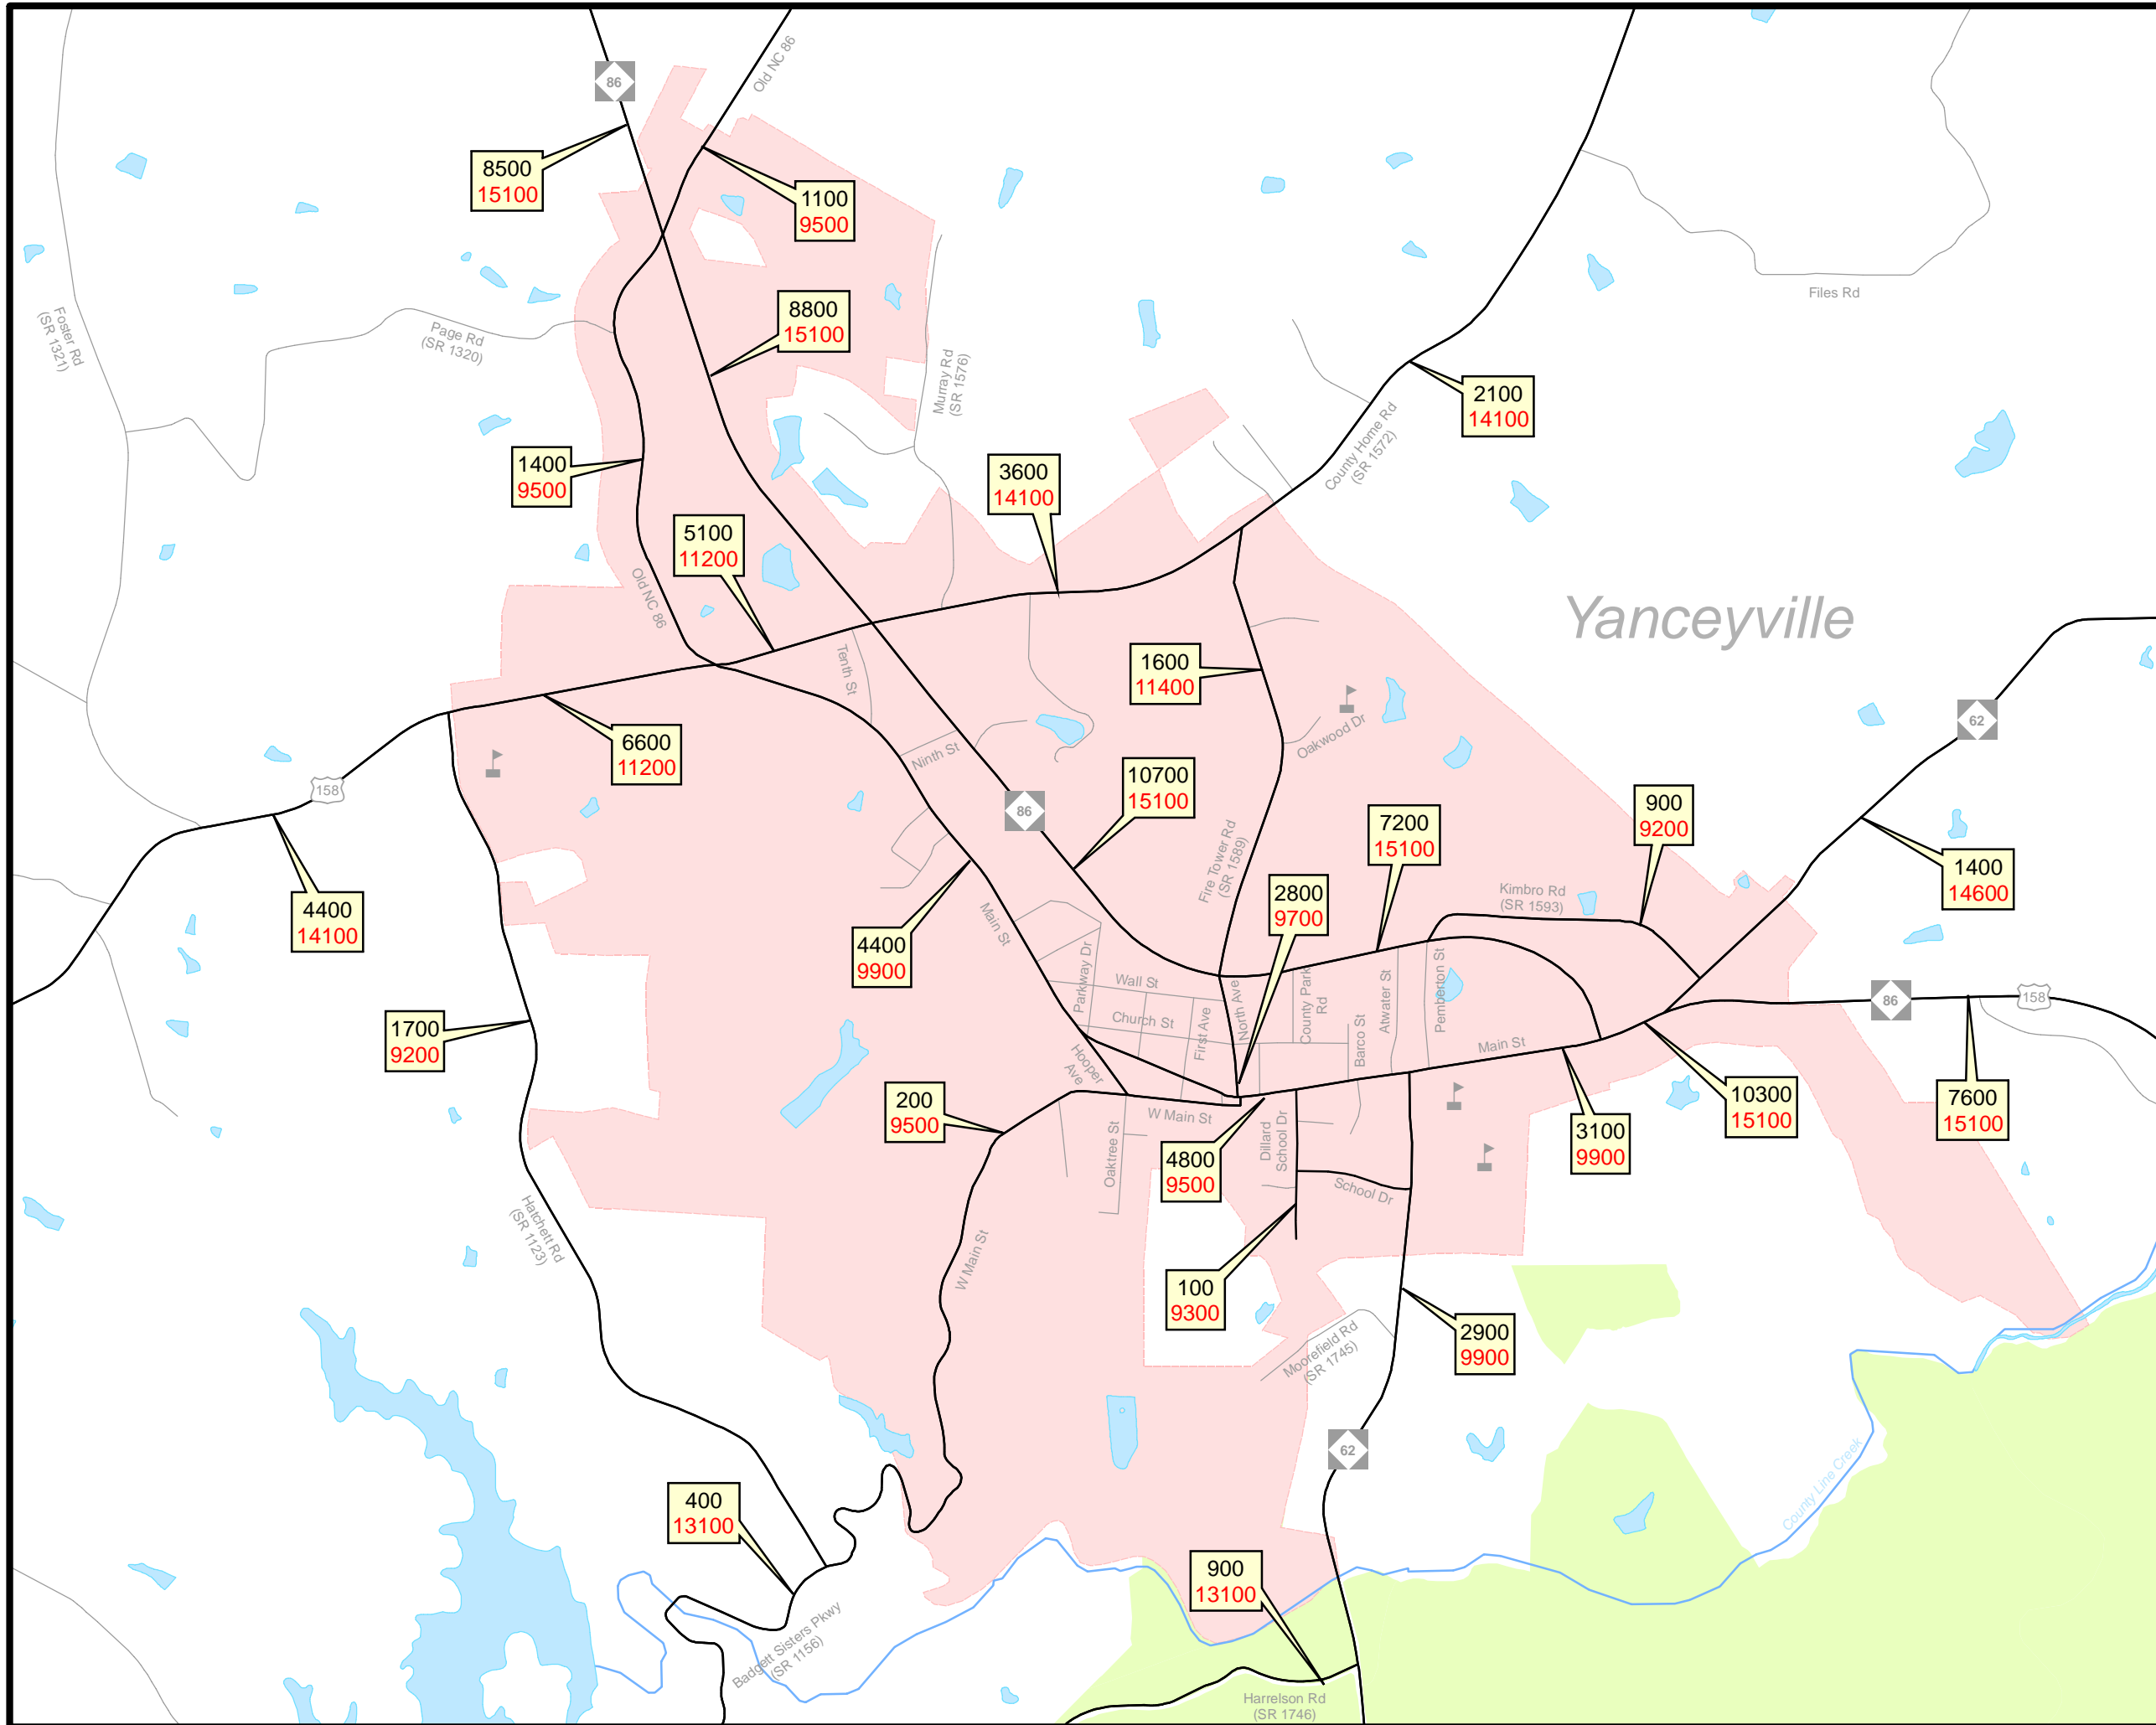 86
Old NC 86
8500
15100
1100
9500
8800
15100
Files Rd
Foster Rd
(SR 1321)
Page Rd
(SR 1320)
Murray Rd
(SR 1576)
2100
14100
County Home Rd
(SR 1572)
1400
9500
3600
14100
5100
11200
Old NC 86
Yanceyville
Tenth St
1600
11400
62
6600
11200
Ninth St
Oakwood Dr
158
86
10700
15100
7200
15100
900
9200
Fire Tower Rd
(SR 1589)
1400
14600
4400
14100
2800
9700
Kimbro Rd
(SR 1593)
Main St
4400
9900
Parkway Dr
Wall St
Church St
First Ave
North Ave
County Park
Rd
Barco St
Atwater St
Pemberton St
Main St
86
158
1700
9200
Hooper
Ave
200
9500
W Main St
Oaktree St
Dillard
School Dr
4800
9500
School Dr
3100
9900
10300
15100
7600
15100
Hatchett Rd
(SR 1123)
W Main St
100
9300
Moorefield Rd
(SR 1745)
2900
9900
62
County Line Creek
400
13100
900
13100
Badgett Sisters Pkwy
(SR 1156)
Harrelson Rd
(SR 1746)